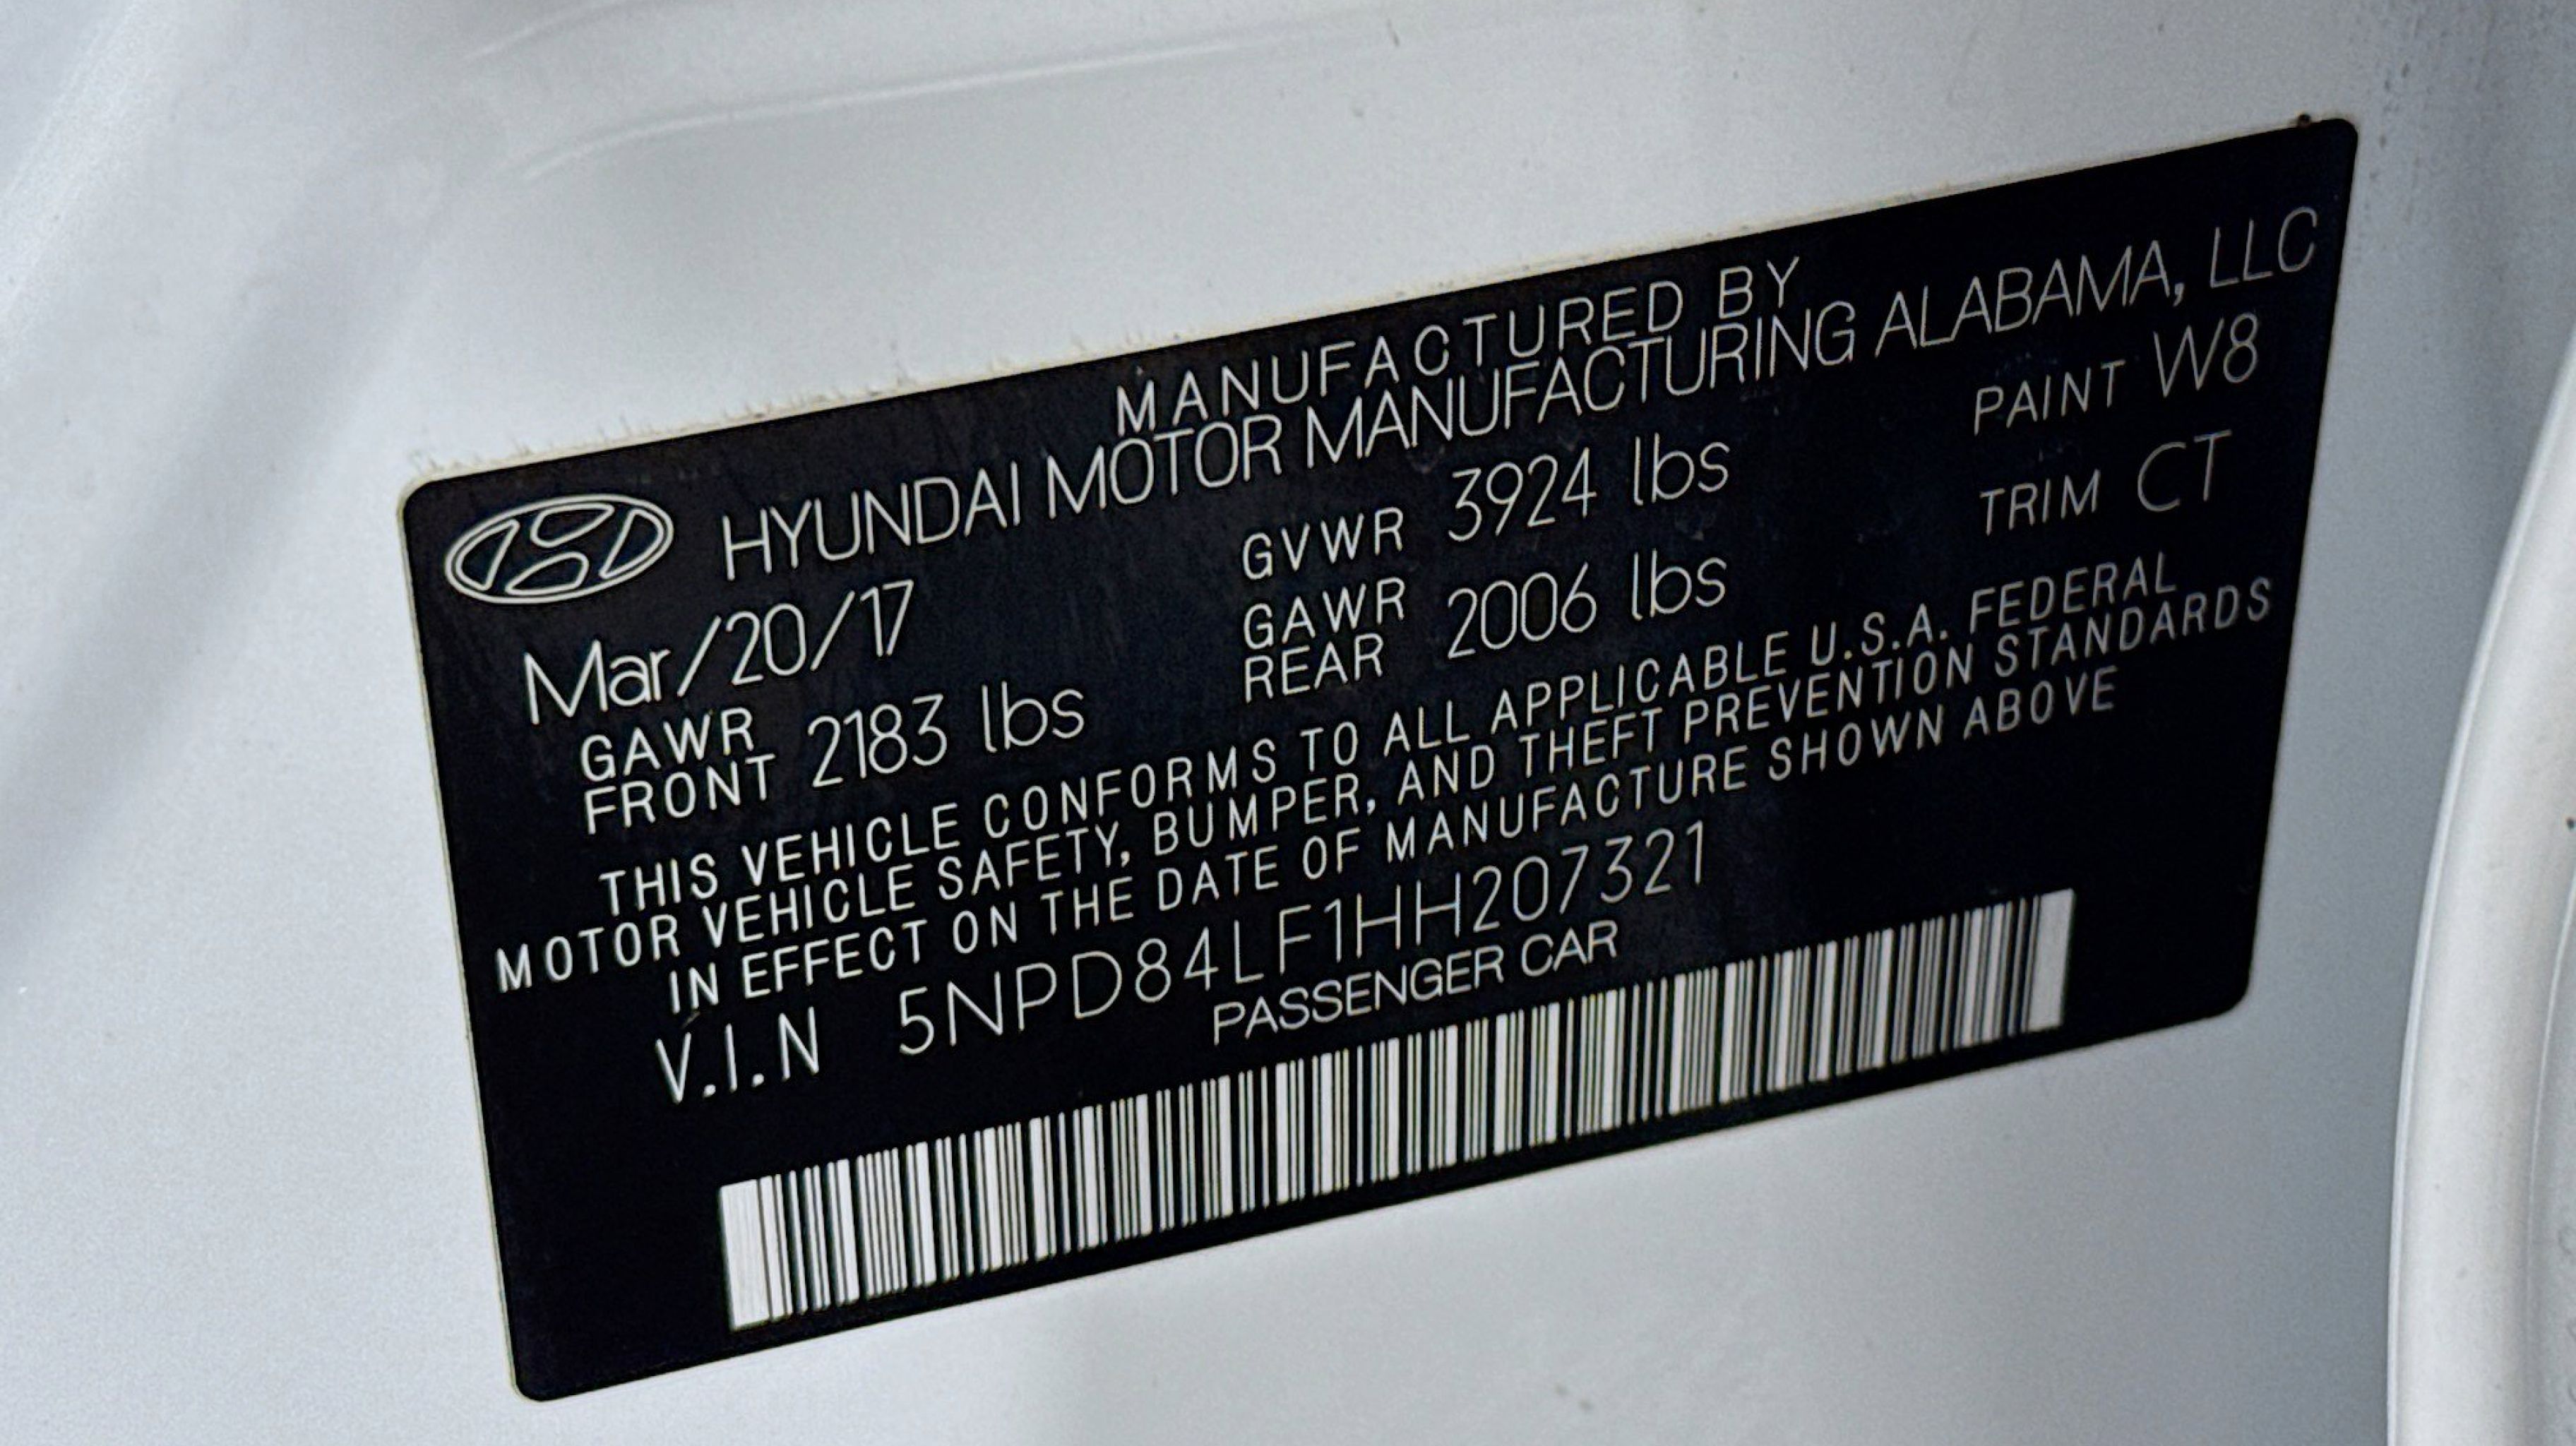 MANUFACTURED BY
HYUNDAI MOTOR MANUFACTURING ALABAMA, LLC
Mar/20/17 GVWR 3924 lbs PAINT W8
GAWR FRONT 2183 lbs GAWR REAR 2006 lbs TRIM CT
THIS VEHICLE CONFORMS TO ALL APPLICABLE U.S.A. FEDERAL
MOTOR VEHICLE SAFETY, BUMPER, AND THEFT PREVENTION STANDARDS
IN EFFECT ON THE DATE OF MANUFACTURE SHOWN ABOVE
V.I.N 5NPD84LF1HH207321
PASSENGER CAR